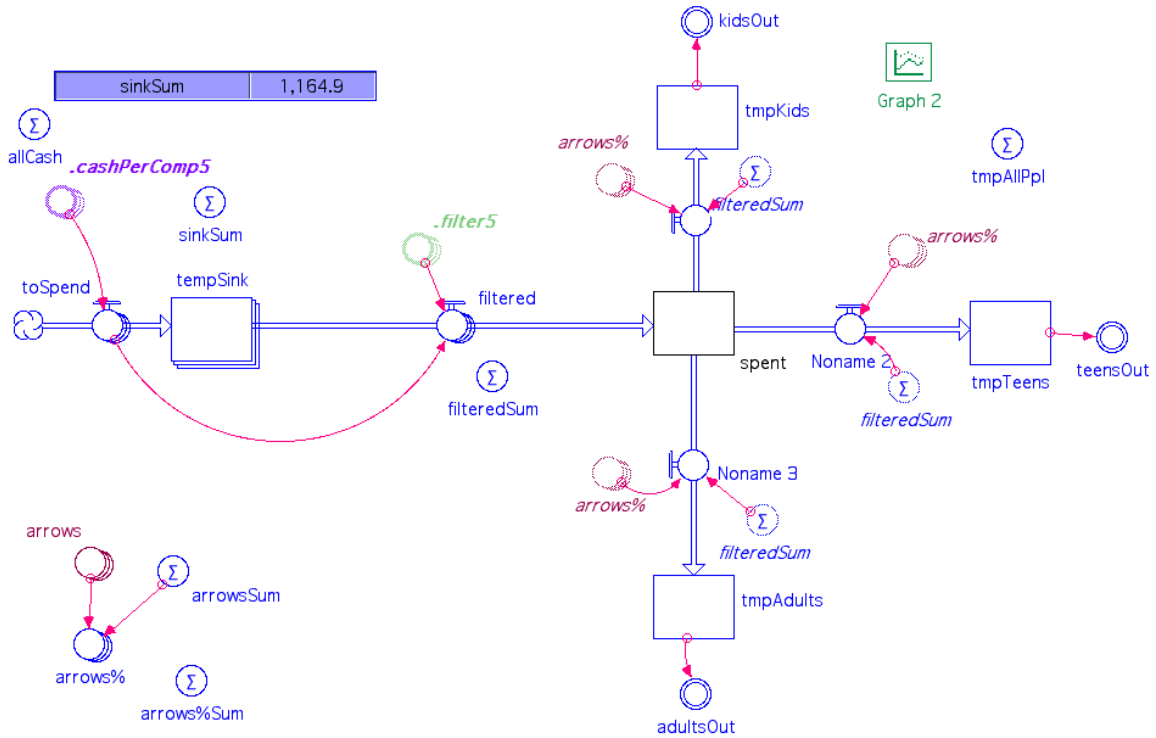 kidsOut
sinkSum 1,164.9
Graph 2
tmpKids
Σ
allCash
arrows%
Σ
tmpAllPpl
.cashPerComp5
Σ
sinkSum
Σ
filteredSum
.filter5
arrows%
toSpend
tempSink
filtered
spent
Noname 2
tmpTeens
teensOut
Σ
filteredSum
Σ
filteredSum
Noname 3
arrows%
Σ
filteredSum
arrows
Σ
arrowsSum
tmpAdults
arrows%
Σ
arrows%Sum
adultsOut